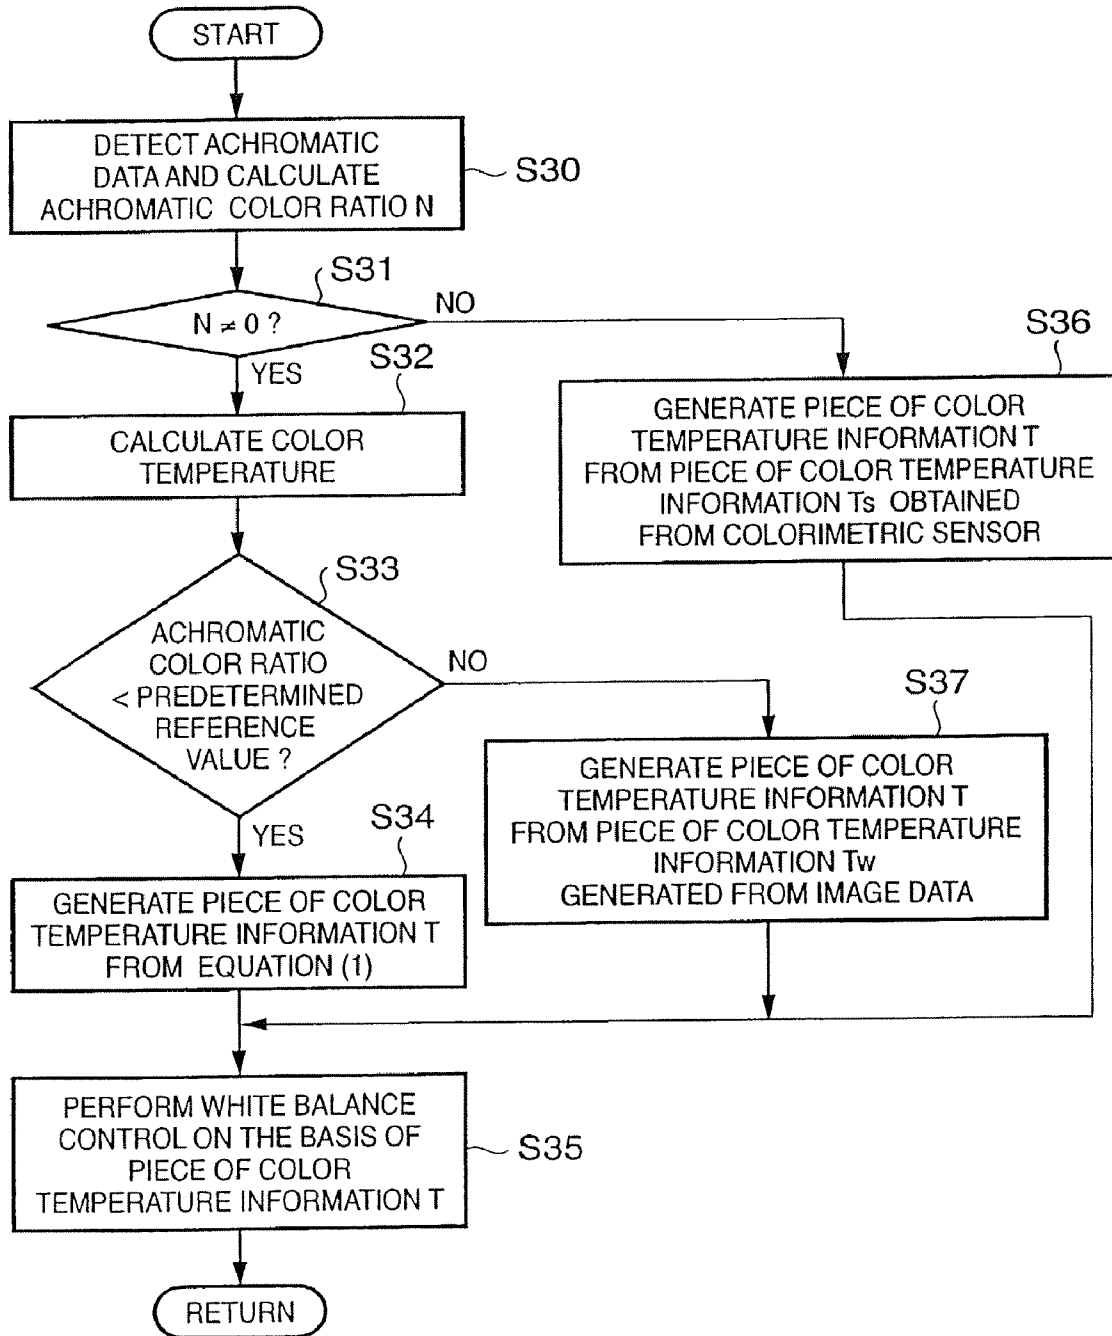 START
DETECT ACHROMATIC
DATA AND CALCULATE
ACHROMATIC COLOR RATIO N
S30
S31
N ≠ 0 ?
NO
YES
S32
CALCULATE COLOR
TEMPERATURE
S36
GENERATE PIECE OF COLOR
TEMPERATURE INFORMATION T
FROM PIECE OF COLOR TEMPERATURE
INFORMATION Ts OBTAINED
FROM COLORIMETRIC SENSOR
S33
ACHROMATIC
COLOR RATIO
< PREDETERMINED
REFERENCE
VALUE ?
NO
YES
S37
GENERATE PIECE OF COLOR
TEMPERATURE INFORMATION T
FROM PIECE OF COLOR TEMPERATURE
INFORMATION Tw
GENERATED FROM IMAGE DATA
S34
GENERATE PIECE OF COLOR
TEMPERATURE INFORMATION T
FROM EQUATION (1)
PERFORM WHITE BALANCE
CONTROL ON THE BASIS OF
PIECE OF COLOR
TEMPERATURE INFORMATION T
S35
RETURN